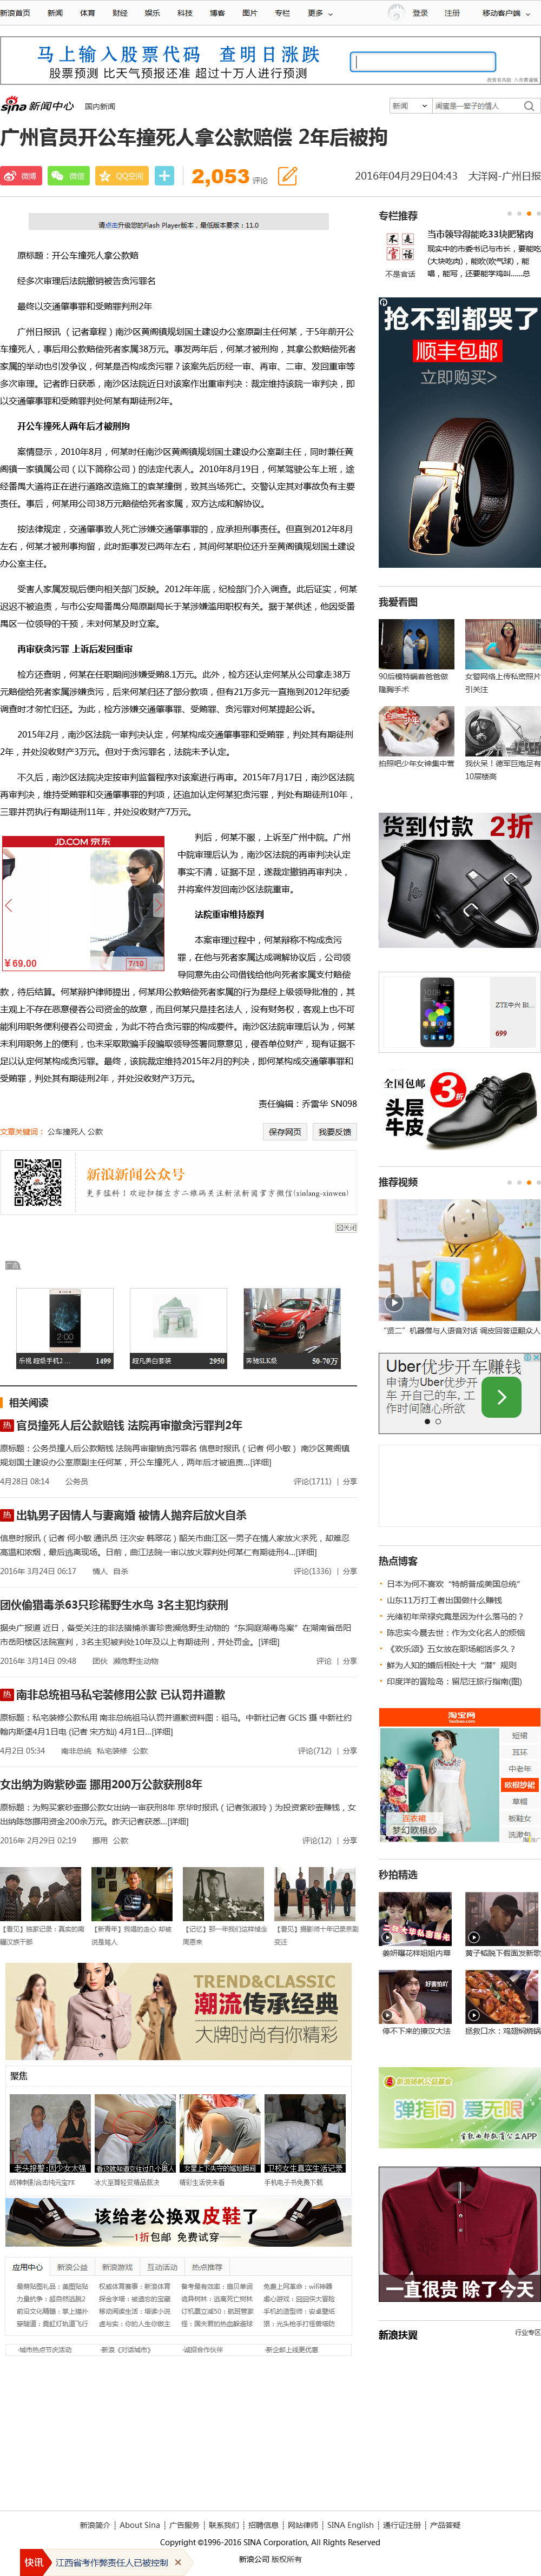 新浪首页 新闻 体育 财经 娱乐 科技 博客 图片 专栏 更多 登录 注册 移动客户端
马上输入股票代码 查明日涨跌
股票预测 比天气预报还准 超过十万人进行预测
sina 新闻中心 国内新闻
新闻 闺蜜是一辈子的情人
广州官员开公车撞死人拿公款赔偿 2年后被拘
微博 微信 QQ空间 2,053 评论
2016年04月29日04:43 大洋网-广州日报
请点击升级您的Flash Player版本，最低版本要求：11.0
原标题：开公车撞死人拿公款赔
经多次审理后法院撤销被告贪污罪名
最终以交通肇事罪和受贿罪判刑2年
广州日报讯 （记者章程）南沙区黄阁镇规划国土建设办公室原副主任何某，于5年前开公
车撞死人，事后用公款赔偿死者家属38万元。事发两年后，何某才被刑拘，其拿公款赔偿死者
家属的举动也引发争议，何某是否构成贪污罪？该案先后历经一审、再审、二审、发回重审等
多次审理。记者昨日获悉，南沙区法院近日对该案作出重审判决：裁定维持该院一审判决，即
以交通肇事罪和受贿罪判处何某有期徒刑2年。
开公车撞死人两年后才被刑拘
案情显示，2010年8月，何某时任南沙区黄阁镇规划国土建设办公室副主任，同时兼任黄
阁镇一家镇属公司（以下简称公司）的法定代表人。2010年8月19日，何某驾驶公车上班，途
经番禺大道将正在进行道路改造施工的袁某撞倒，致其当场死亡。交警认定其对事故负有主要
责任。事后，何某用公司38万元赔偿给死者家属，双方达成和解协议。
按法律规定，交通肇事致人死亡涉嫌交通肇事罪的，应承担刑事责任。但直到2012年8月
左右，何某才被刑事拘留，此时距事发已两年左右，其间何某职位还升至黄阁镇规划国土建设
办公室主任。
受害人家属发现后便向相关部门反映。2012年年底，纪检部门介入调查。此后证实，何某
迟迟不被追责，与市公安局番禺分局原副局长于某涉嫌滥用职权有关。据于某供述，他因受番
禺区一位领导的干预，未对何某及时立案。
再审获贪污罪 上诉后发回重审
检方还查明，何某在任职期间涉嫌受贿8.1万元。此外，检方还认定何某从公司拿走38万
元赔偿给死者家属涉嫌贪污，后来何某归还了部分款项，但有21万多元一直拖到2012年纪委
调查时才匆忙归还。为此，检方涉嫌交通肇事罪、受贿罪、贪污罪对何某提起公诉。
2015年2月，南沙区法院一审判决认定，何某构成交通肇事罪和受贿罪，判处其有期徒刑
2年，并处没收财产3万元。但对于贪污罪名，法院未予认定。
不久后，南沙区法院决定按审判监督程序对该案进行再审。2015年7月17日，南沙区法院
再审判决，维持受贿罪和交通肇事罪的判项，还追加认定何某犯贪污罪，判处有期徒刑10年，
三罪并罚执行有期徒刑11年，并处没收财产7万元。
JD.COM 京东
¥69.00 7/10
判后，何某不服，上诉至广州中院。广州
中院审理后认为，南沙区法院的再审判决认定
事实不清，证据不足，遂裁定撤销再审判决，
并将案件发回南沙区法院重审。
法院重审维持原判
本案审理过程中，何某辩称不构成贪污
罪，在他与死者家属达成调解协议后，公司领
导同意先由公司借钱给他向死者家属支付赔偿
款，待后结算。何某辩护律师提出，何某用公款赔偿死者家属的行为是经上级领导批准的，其
主观上不存在恶意侵吞公司资金的故意，而且何某只是挂名法人，没有财务权，客观上也不可
能利用职务便利侵吞公司资金，为此不符合贪污罪的构成要件。南沙区法院审理后认为，何某
未利用职务上的便利，也未采取欺骗手段骗取领导签署同意意见，侵吞单位财产，现有证据不
足以认定何某构成贪污罪。最终，该院裁定维持2015年2月的判决，即何某构成交通肇事罪和
受贿罪，判处其有期徒刑2年，并处没收财产3万元。
责任编辑：乔雷华 SN098
文章关键词： 公车撞死人 公款
保存网页 我要反馈
新浪新闻公众号
更多猛料！欢迎扫描左方二维码关注新浪新闻官方微信(xinlang-xinwen)
关闭
乐视 超级手机2 ... 1499
超凡美白套装 2950
奔驰SLK级 50-70万
相关阅读
热 官员撞死人后公款赔钱 法院再审撤贪污罪判2年
原标题：公务员撞人后公款赔钱 法院再审撤销贪污罪名 信息时报讯（记者 何小敏）南沙区黄阁镇
规划国土建设办公室原副主任何某，开公车撞死人，两年后才被追责...[详细]
4月28日 08:14 公务员 评论(1711) | 分享
热 出轨男子因情人与妻离婚 被情人抛弃后放火自杀
信息时报讯（记者 何小敏 通讯员 汪次安 韩翠花）韶关市曲江区一男子在情人家放火求死，却难忍
高温和浓烟，最后逃离现场。日前，曲江法院一审以放火罪判处何某仁有期徒刑4...[详细]
2016年 3月24日 06:17 情人 自杀 评论(1336) | 分享
团伙偷猎毒杀63只珍稀野生水鸟 3名主犯均获刑
据央广报道 近日，备受关注的非法猎捕杀害珍贵濒危野生动物的“东洞庭湖毒鸟案”在湖南省岳阳
市岳阳楼区法院宣判，3名主犯被判处10年及以上有期徒刑，并处罚金。[详细]
2016年 3月14日 09:48 团伙 濒危野生动物 评论 | 分享
热 南非总统祖马私宅装修用公款 已认罚并道歉
原标题：私宅装修公款私用 南非总统祖马认罚并道歉资料图：祖马。中新社记者 GCIS 摄 中新社约
翰内斯堡4月1日电 (记者 宋方灿) 4月1日...[详细]
4月2日 05:34 南非总统 私宅装修 公款 评论(712) | 分享
女出纳为购紫砂壶 挪用200万公款获刑8年
原标题：为购买紫砂壶挪公款女出纳一审获刑8年 京华时报讯（记者张淑玲）为投资紫砂壶赚钱，女
出纳陈悠挪用资金200余万元。昨天记者获悉...[详细]
2016年 2月29日 02:19 挪用 公款 评论(12) | 分享
【看见】独家记录：真实的南疆汉族干部
【新青年】我唱的走心 却被说是骂人
【记忆】那一年我们这样悼念周恩来
【看见】摄影师十年记录京剧变迁
TREND&CLASSIC
潮流传承经典
大牌时尚有你精彩
聚焦
老头报警:囚少女太强
女星上下失守的尴尬瞬间
卫校女生真实生活记录
精彩生活快来看
手机电子书免费下载
该给老公换双皮鞋了
1折包邮 免费试穿
应用中心 新浪公益 新浪游戏 互动活动 热点推荐
·城市热点节庆活动 ·新浪《对话城市》 ·诚招合作伙伴 ·新企邮上线更优惠
专栏推荐
不是官话
不是官话
当市领导得能吃33块肥猪肉
现实中的市委书记与市长，要能吃
(大块吃肉)，能吹(吹气球)，能
唱，能写，还要能学鸡叫......总
抢不到都哭了
顺丰包邮
立即购买>
我爱看图
90后模特瞒着爸爸做隆胸手术
女智网络上传私密照片引关注
拍照吧少年女神集中营
我伙呆！德军巨炮足有10层楼高
货到付款 2折
ZTE中兴 Bl...
699
全国包邮 3折
头层牛皮
推荐视频
“贤二”机器僧与人语音对话 调皮回答逗翻众人
Uber优步开车赚钱
申请为Uber优步司机
开自己的车, 工作时间随心所欲
热点博客
· 日本为何不喜欢“特朗普成美国总统”
· 山东11万打工者出国做什么赚钱
· 光绪初年荣禄究竟是因为什么落马的？
· 陈忠实今晨去世：作为文化名人的烦恼
· 《欢乐颂》五女放在职场能活多久？
· 鲜为人知的婚后相处十大“潜”规则
· 印度洋的冒险岛：留尼汪旅行指南(图)
淘宝网
Taobao.com
短裙
耳环
中老年
欧根纱裙
草帽
板鞋女
洗漱包
连衣裙
梦幻欧根纱
秒拍精选
姜妍曝花样姐姐内幕
黄子韬脱下假面发新歌
好害怕吖
停不下来的撩汉大法
拯救口水：鸡翅焖烧锅
新浪扬帆公益基金
弹指间 爱无限
一直很贵 除了今天
新浪扶翼 行业专区
新浪简介 | About Sina | 广告服务 | 联系我们 | 招聘信息 | 网站律师 | SINA English | 通行证注册 | 产品答疑
Copyright ©1996-2016 SINA Corporation, All Rights Reserved
新浪公司 版权所有
快讯 江西省考作弊责任人已被控制